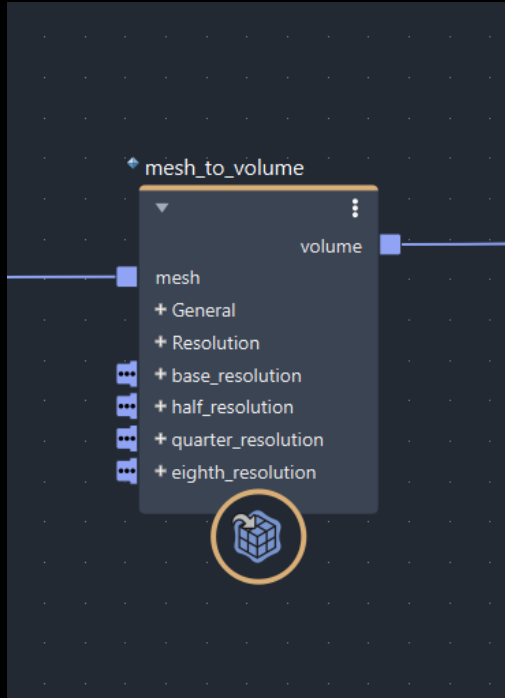 mesh_to_volume
volume
mesh
+ General
+ Resolution
+ base_resolution
+ half_resolution
+ quarter_resolution
+ eighth_resolution